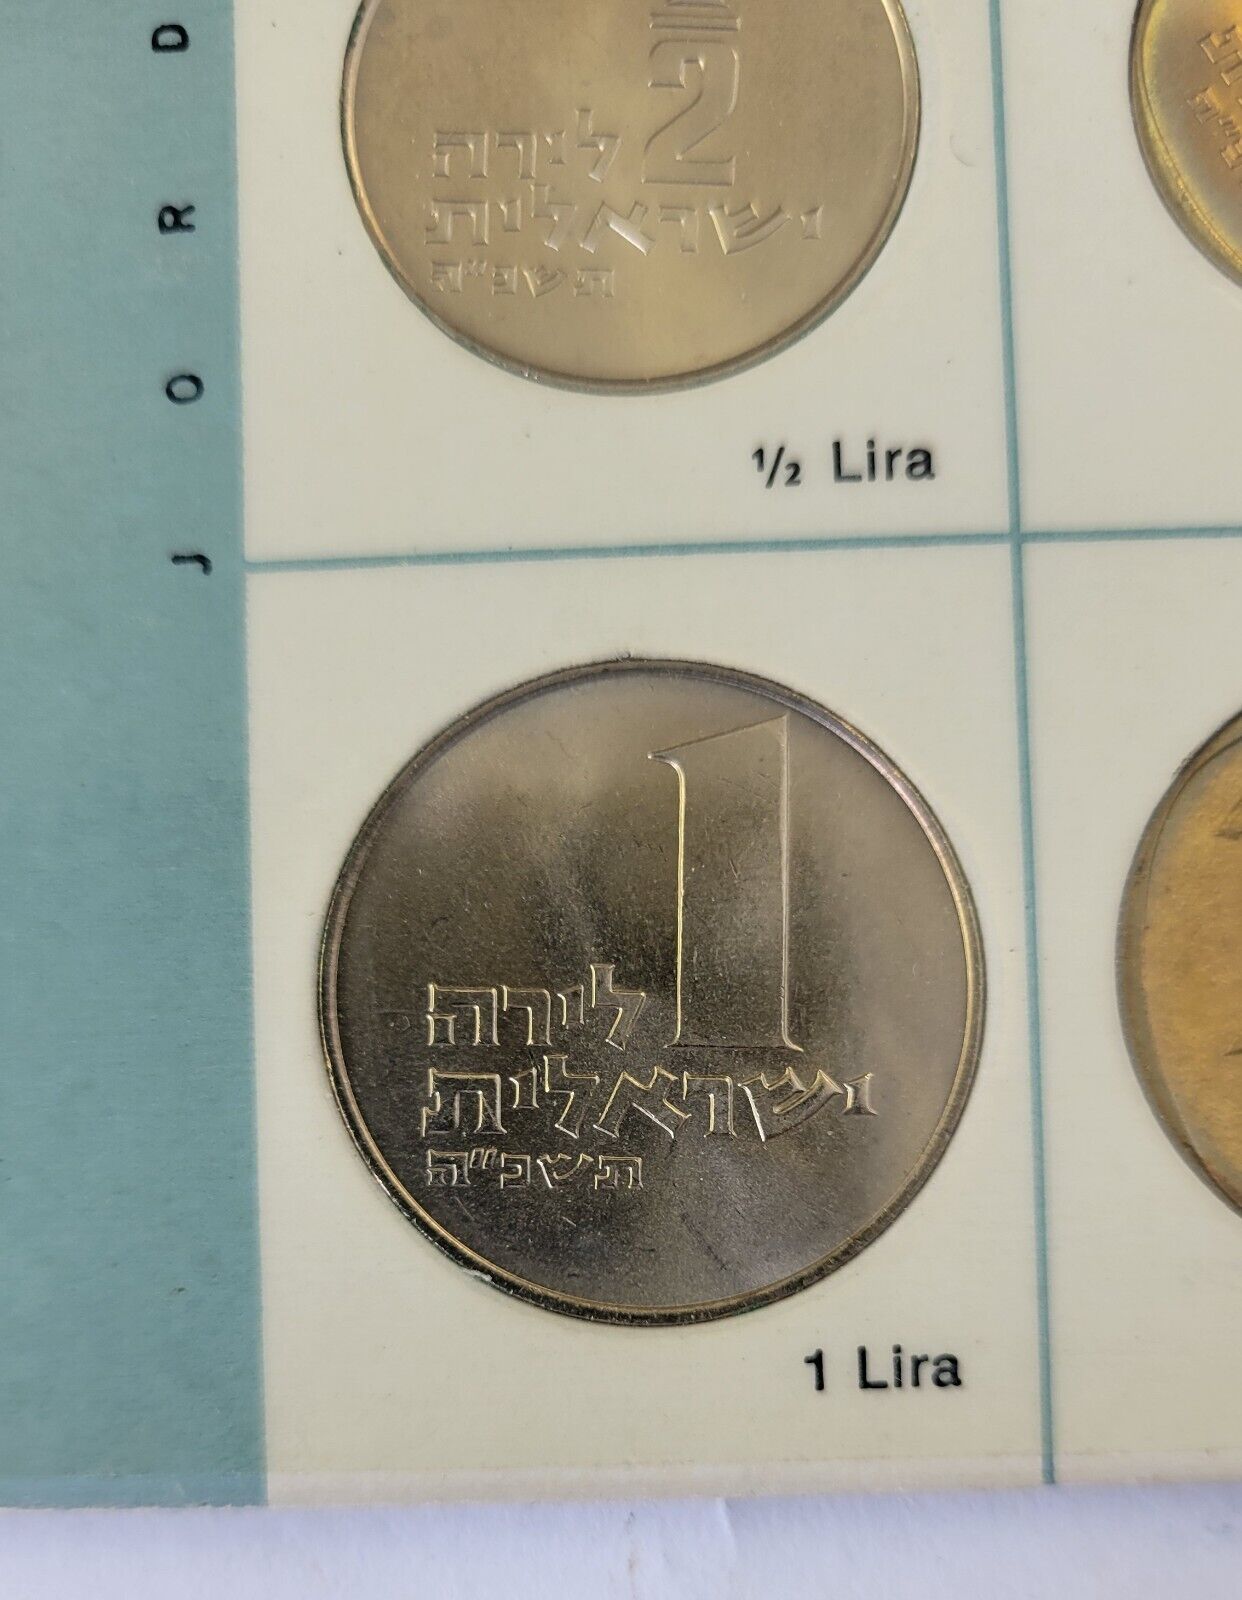 J O R D
1/2
לירה
ישראלית
תשכ"ה
½ Lira
1
לירה
ישראלית
תשכ"ה
1 Lira